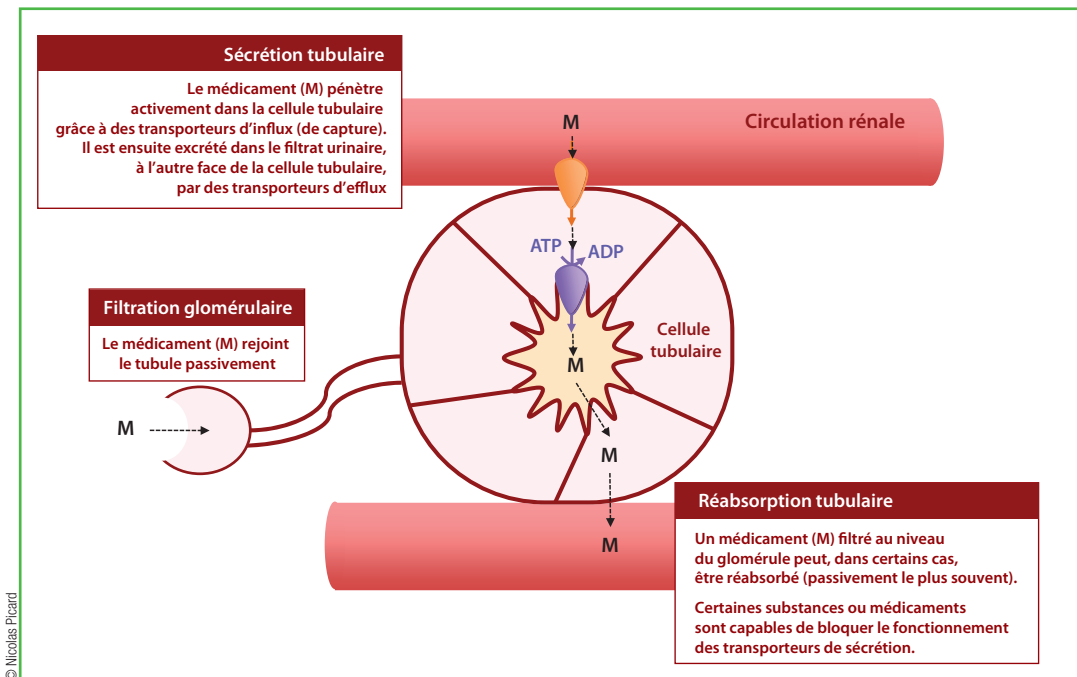 Sécrétion tubulaire
Le médicament (M) pénètre
activement dans la cellule tubulaire
grâce à des transporteurs d'influx (de capture).
Il est ensuite excrété dans le filtrat urinaire,
à l'autre face de la cellule tubulaire,
par des transporteurs d'efflux
M
Circulation rénale
ATP
ADP
Filtration glomérulaire
Le médicament (M) rejoint
le tubule passivement
Cellule
tubulaire
M
M
M
M
Réabsorption tubulaire
Un médicament (M) filtré au niveau
du glomérule peut, dans certains cas,
être réabsorbé (passivement le plus souvent).
Certaines substances ou médicaments
sont capables de bloquer le fonctionnement
des transporteurs de sécrétion.
© Nicolas Picard